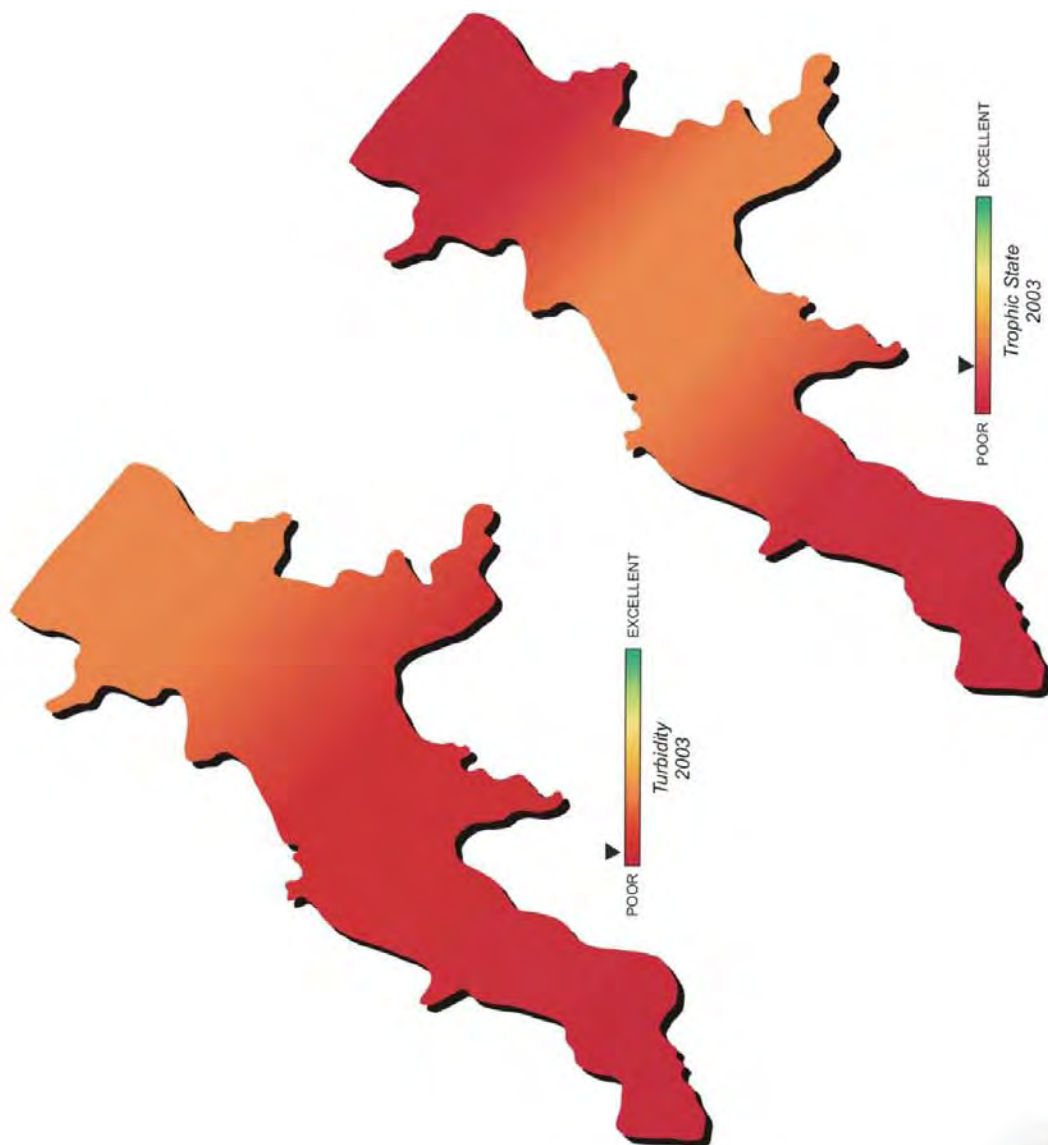 POOR
EXCELLENT
Turbidity
2003
POOR
EXCELLENT
Trophic State
2003